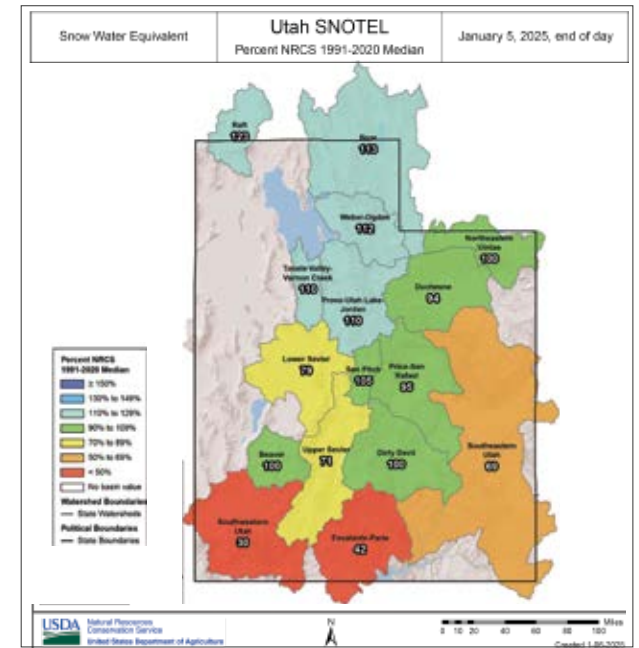 Snow Water Equivalent
Utah SNOTEL
Percent NRCS 1991-2020 Median
January 5, 2025, end of day
Raft
123
Bear
113
Weber-Ogden
112
Northeastern
Uintas
100
Tooele Valley-
Vernon Creek
Duchesne
94
Provo-Utah Lake-
Jordan
110
Lower Sevier
79
San Pitch
105
Price-San
Rafael
95
Beaver
100
Upper Sevier
71
Dirty Devil
100
Southeastern
Utah
69
Utah
30
Escalante-Paria
42
Percent NRCS
1991-2020 Median
≥ 150%
130% to 149%
110% to 129%
90% to 109%
70% to 89%
50% to 69%
< 50%
No basin value
Watershed Boundaries
State Watersheds
Political Boundaries
State Boundaries
USDA
Natural Resources
Conservation Service
United States Department of Agriculture
N
Miles
0 10 20 40 60 80 100
Created 1-06-2025